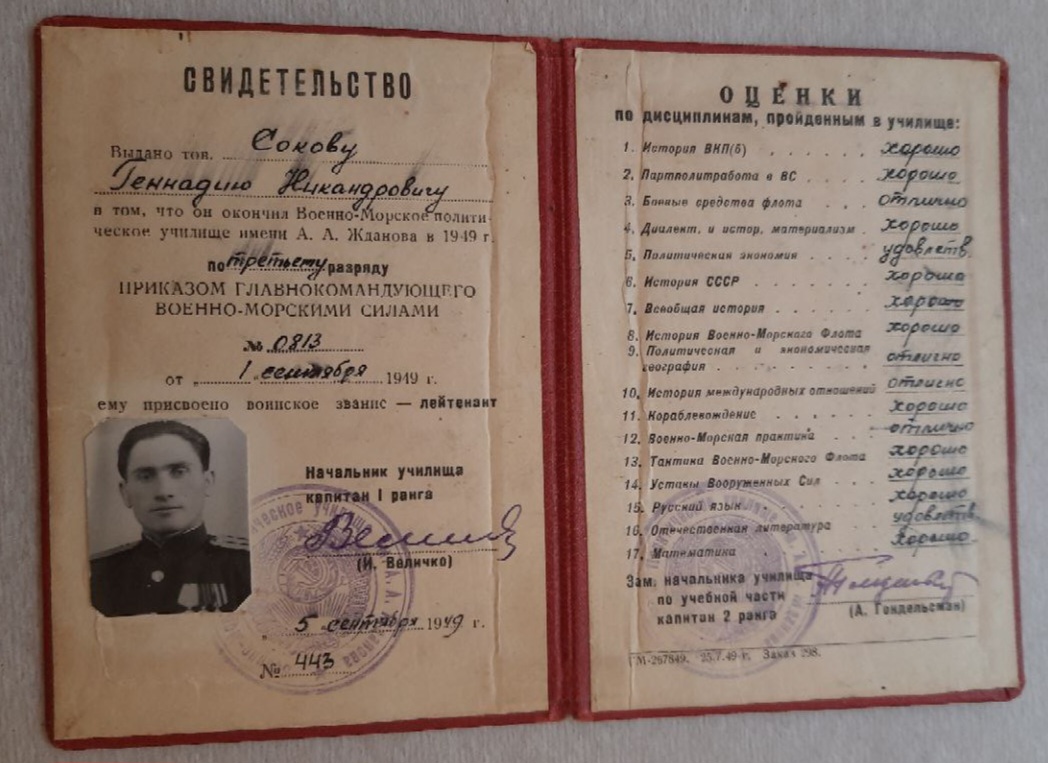 СВИДЕТЕЛЬСТВО
Выдано тов. Сокову
Геннадию Никандровичу
в том, что он окончил Военно-Морское полити-
ческое училище имени А. А. Жданова в 1949 г.
по третьему разряду
ПРИКАЗОМ ГЛАВНОКОМАНДУЮЩЕГО
ВОЕННО-МОРСКИМИ СИЛАМИ
№ 0813
от 1 сентября 1949 г.
ему присвоено воинское звание — лейтенант
Начальник училища
капитан I ранга
(И. Величко)
5 сентября 1949 г.
№ 443
ОЦЕНКИ
по дисциплинам, пройденным в училище:
1. История ВКП(б) хорошо
2. Партполитработа в ВС хорошо
3. Боевые средства флота отлично
4. Диалект. и истор. материализм хорошо
5. Политическая экономия удовлетв.
6. История СССР хорошо
7. Всеобщая история хорошо
8. История Военно-Морского Флота хорошо
9. Политическая и экономическая
география отлично
10. История международных отношений отлично
11. Кораблевождение хорошо
12. Военно-Морская практика отлично
13. Тактика Военно-Морского Флота хорошо
14. Уставы Вооруженных Сил хорошо
15. Русский язык хорошо
16. Отечественная литература удовлетв.
17. Математика хорошо
Зам. начальника училища
по учебной части
капитан 2 ранга
(А. Гендельсман)
Г-М-267849. 25.7.49 г. Заказ 298.